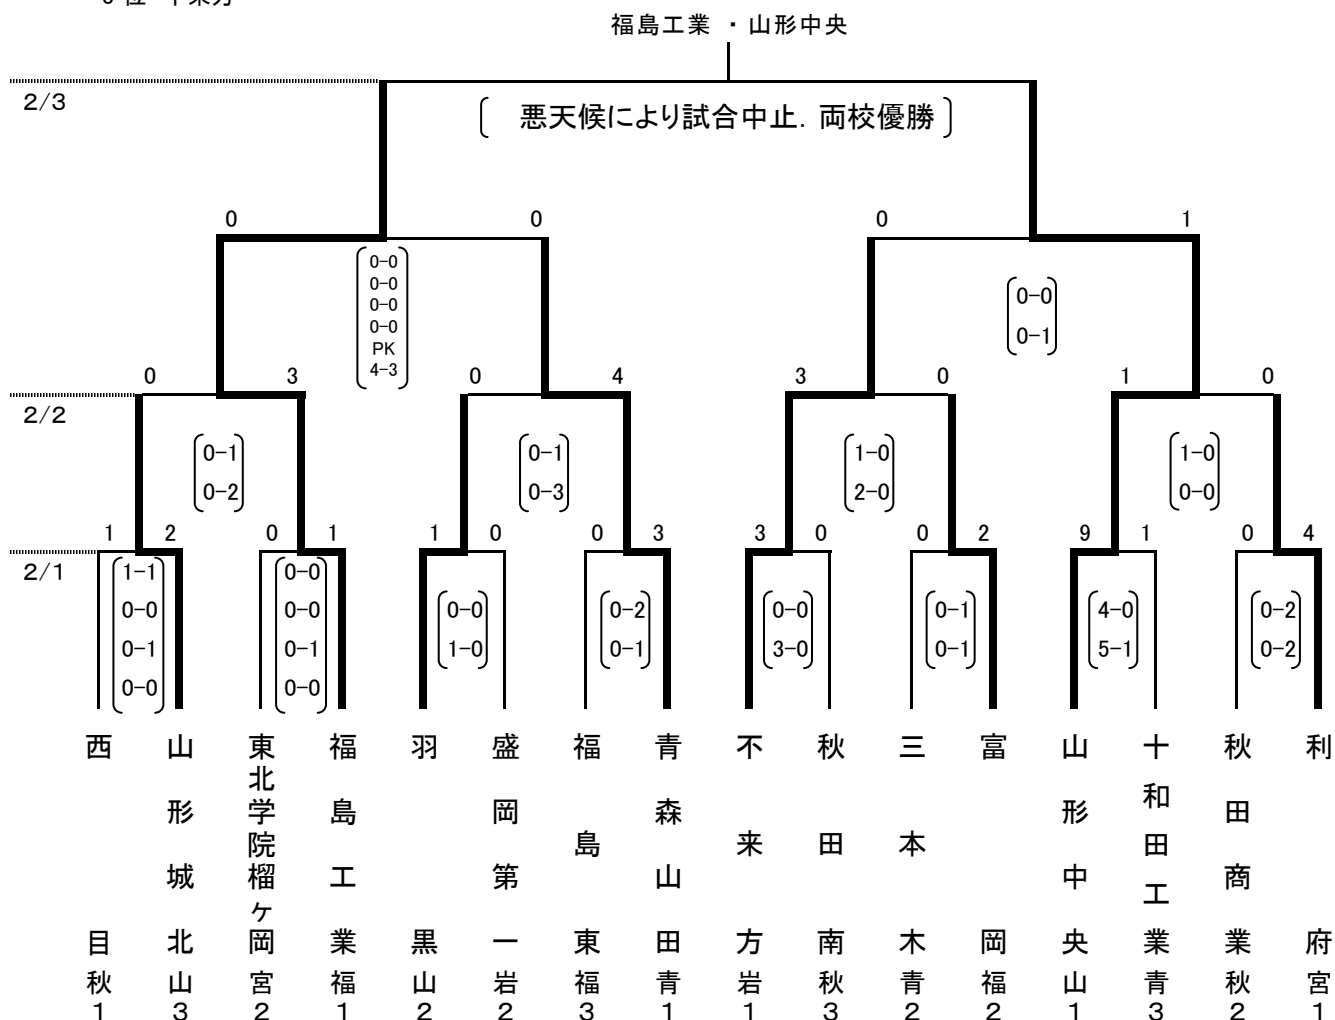 福島工業 ・ 山形中央
2/3
悪天候により試合中止. 両校優勝
0 0 0 1
0-0
0-0
0-0
0-0
PK
4-3
0-0
0-1
0 3 0 4 3 0 1 0
2/2
0-1 0-1 1-0 1-0
0-2 0-3 2-0 0-0
1 2 0 1 1 0 0 3 3 0 0 2 9 1 0 4
2/1
1-1 0-0
0-0 0-0 0-0 0-2 0-0 0-1 4-0 0-2
0-1 0-1 1-0 0-1 3-0 0-1 5-1 0-2
0-0 0-0
西目 秋1
山形城北 山3
東北学院榴ヶ岡 宮2
福島工業 福1
羽黒 山2
盛岡第一 岩2
福島東 福3
青森山田 青1
不来方 岩1
秋田南 秋3
三本木 青2
富岡 福2
山形中央 山1
十和田工業 青3
秋田商業 秋2
利府 宮1